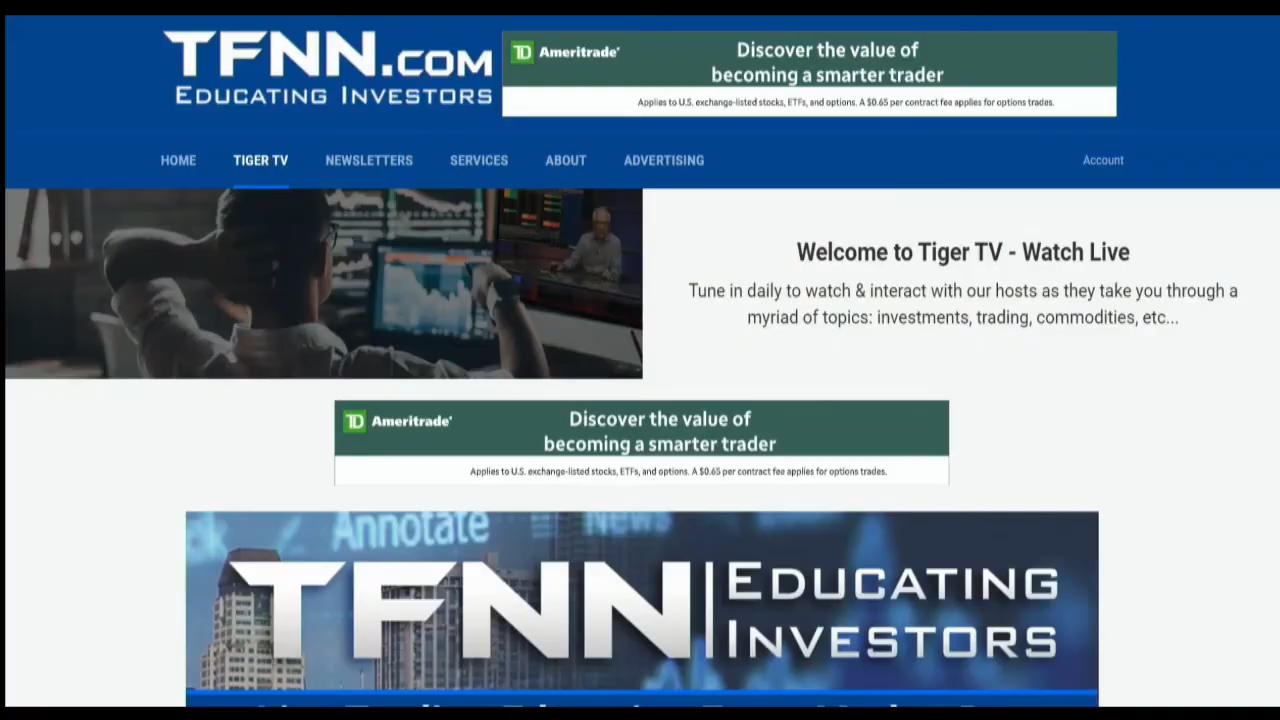 TFNN.COM
EDUCATING INVESTORS
TD Ameritrade
Discover the value of
becoming a smarter trader
Applies to U.S. exchange-listed stocks, ETFs, and options. A $0.65 per contract fee applies for options trades.
HOME TIGER TV NEWSLETTERS SERVICES ABOUT ADVERTISING Account
Welcome to Tiger TV - Watch Live
Tune in daily to watch & interact with our hosts as they take you through a
myriad of topics: investments, trading, commodities, etc...
TD Ameritrade
Discover the value of
becoming a smarter trader
Applies to U.S. exchange-listed stocks, ETFs, and options. A $0.65 per contract fee applies for options trades.
Annotate NEWS
TFNN EDUCATING
INVESTORS